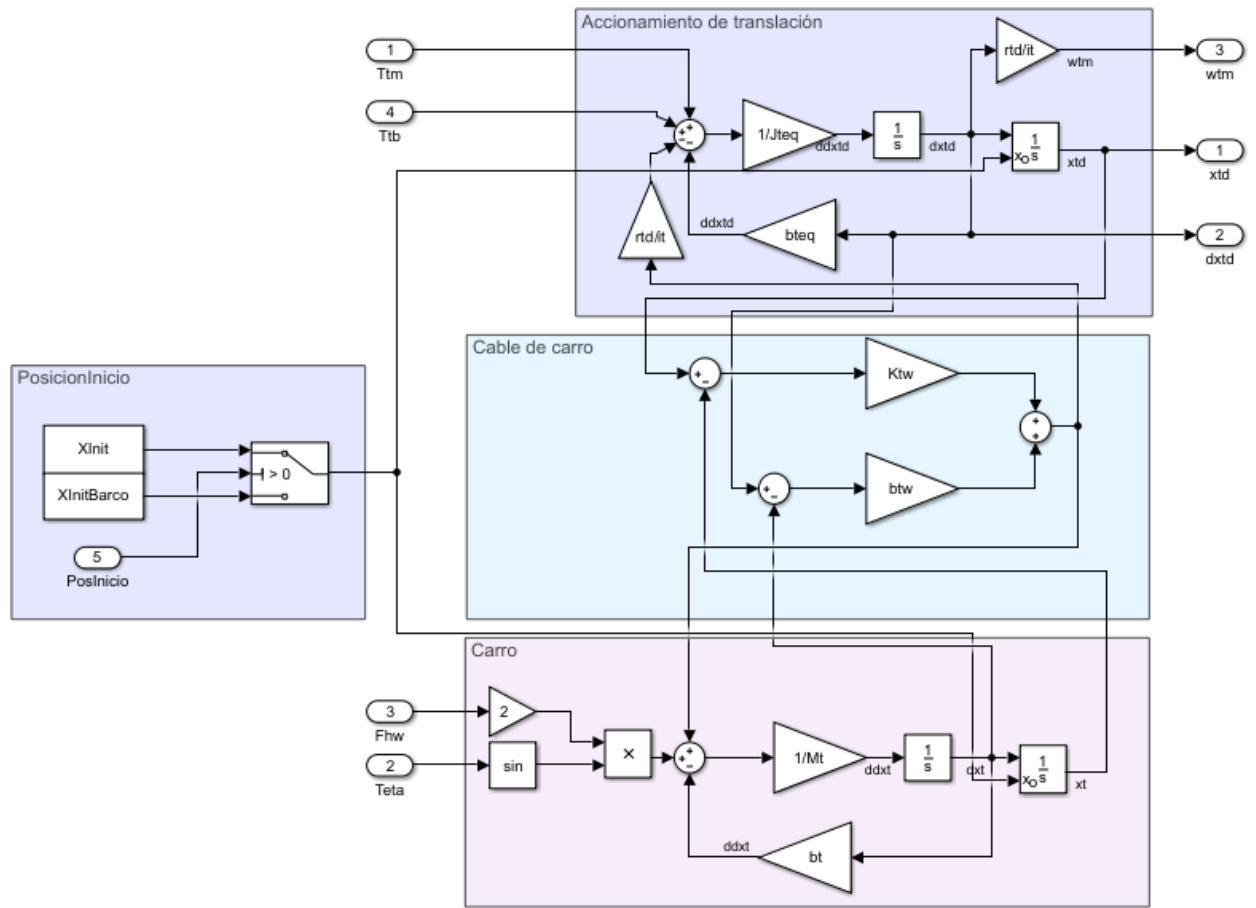 Accionamiento de translación
1
Ttm
4
Ttb
rtd/it
wtm
3
wtm
1/Jteq
ddxtd
1
s
dxtd
xo
1
s
xtd
1
xtd
rtd/it
ddxtd
bteq
2
dxtd
Cable de carro
Ktw
btw
PosicionInicio
XInit
XInitBarco
> 0
5
PosInicio
Carro
3
Fhw
2
2
Teta
sin
×
1/Mt
ddxt
1
s
dxt
xo
1
s
xt
ddxt
bt